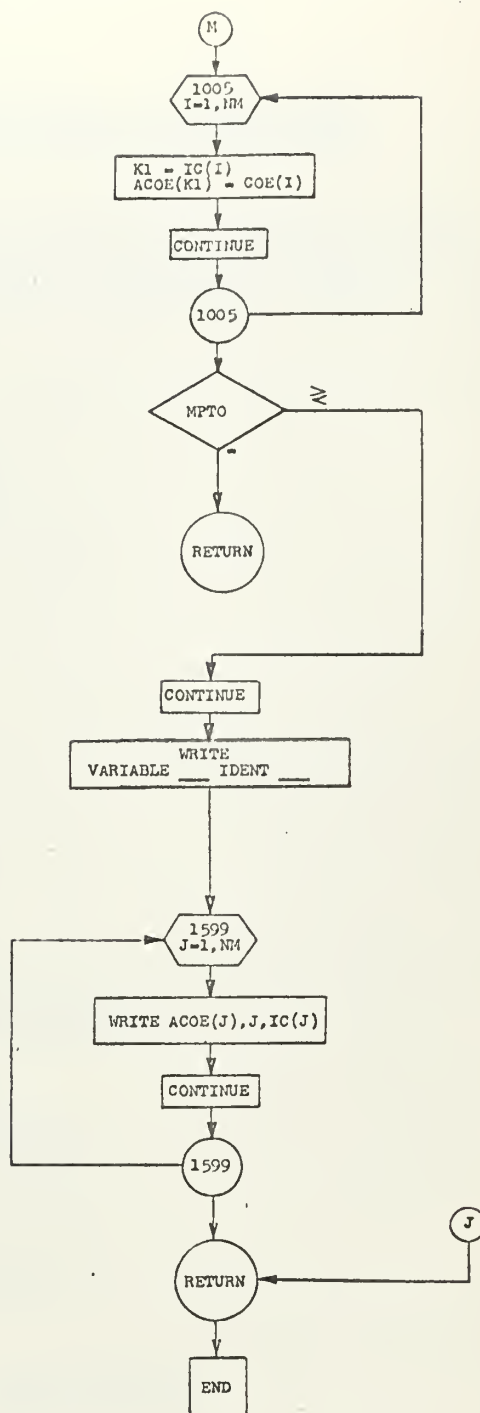 M
1005
I=1,NM
K1 = IC(I)
ACOE(K1) = COE(I)
CONTINUE
1005
MPTO
≥
-
RETURN
CONTINUE
WRITE
VARIABLE ___ IDENT ___
1599
J=1,NM
WRITE ACOE(J),J,IC(J)
CONTINUE
1599
J
RETURN
END